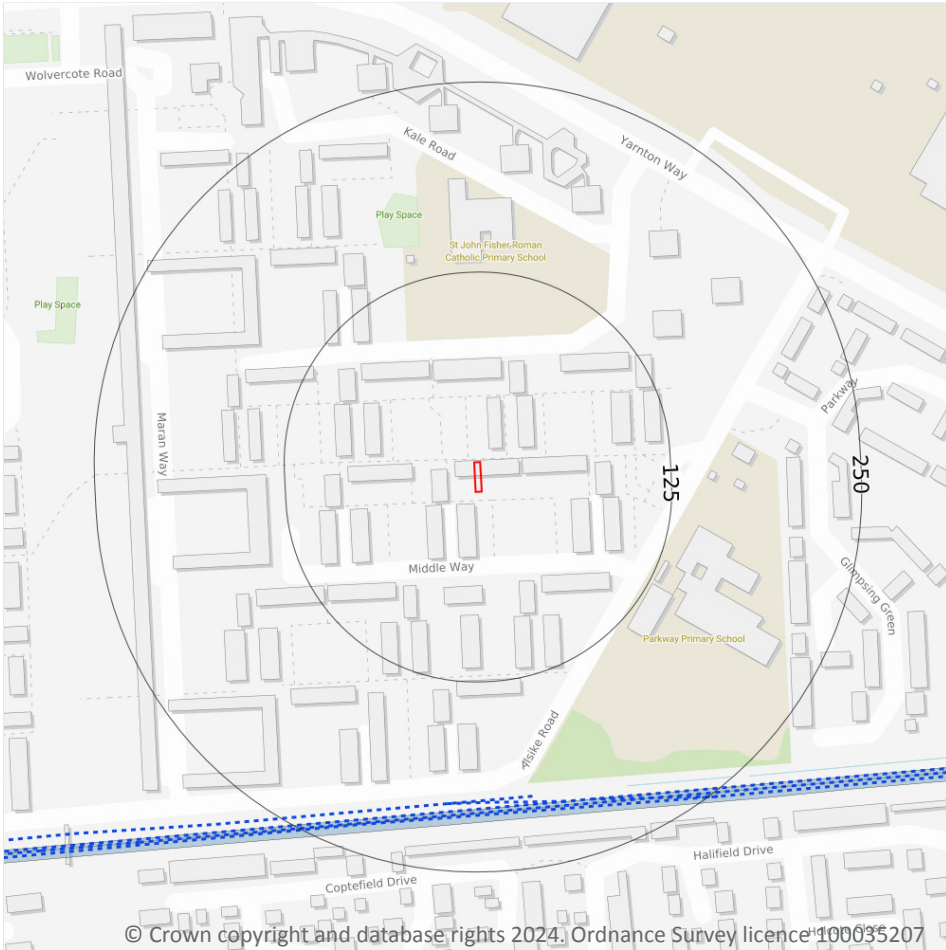 Wolvercote Road
Kale Road
Yarnton Way
Play Space
St John Fisher Roman
Catholic Primary School
Play Space
Parkway
Maran Way
125
250
Middle Way
Glimpsing Green
Parkway Primary School
Alsike Road
Halifield Drive
Coptefield Drive
Holcote Close
© Crown copyright and database rights 2024. Ordnance Survey licence 100035207